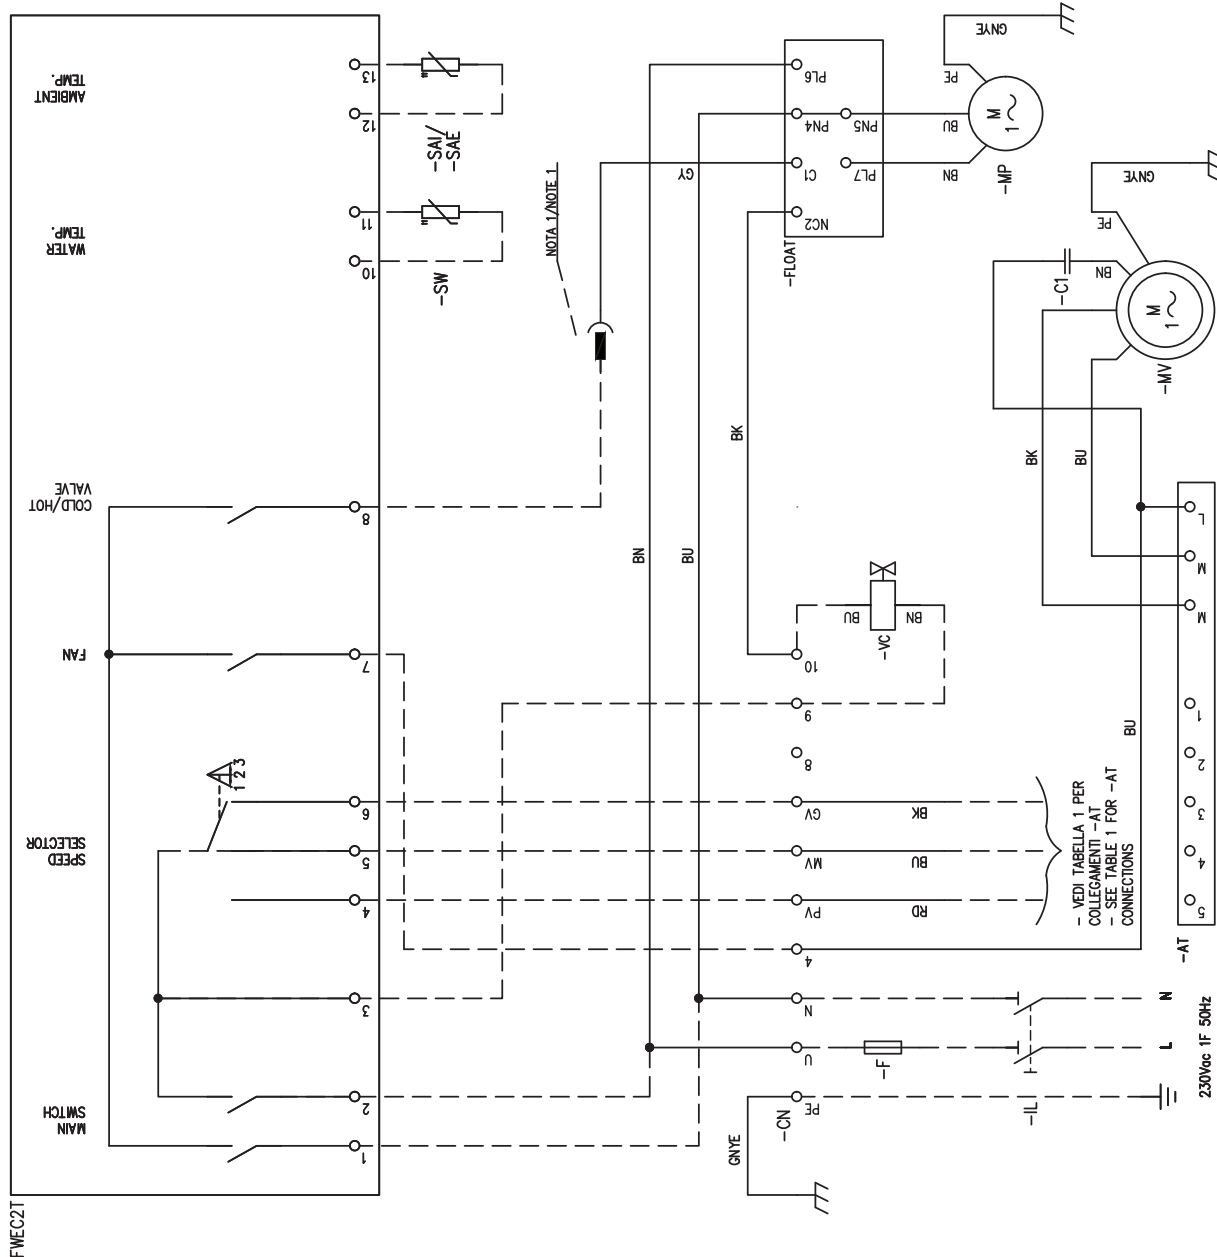 FWEC2T
MAIN
SWITCH
SPEED
SELECTOR
FAN
COLD/HOT
VALVE
WATER
TEMP.
AMBIENT
TEMP.
1 2 3
1
2
3
4
5
6
7
8
10
11
12
13
-SW
-SAI/
-SAE
NOTA 1/NOTE 1
GY
BN
BU
BK
-FLOAT
PL6
PN4
PN5
C1
PL7
NC2
GNYE
PE
BU
BN
M
1
-MP
GNYE
PE
BN
-C1
M
1
-MV
BK
BU
BU
BN
-VC
10
9
8
GV
MV
PV
4
N
U
PE
-CN
GNYE
BK
BU
RD
- VEDI TABELLA 1 PER
COLLEGAMENTI -AT
- SEE TABLE 1 FOR -AT
CONNECTIONS
BU
-F
-IL
N
L
230Vac 1F 50Hz
-AT
L
M
M
1
2
3
4
5